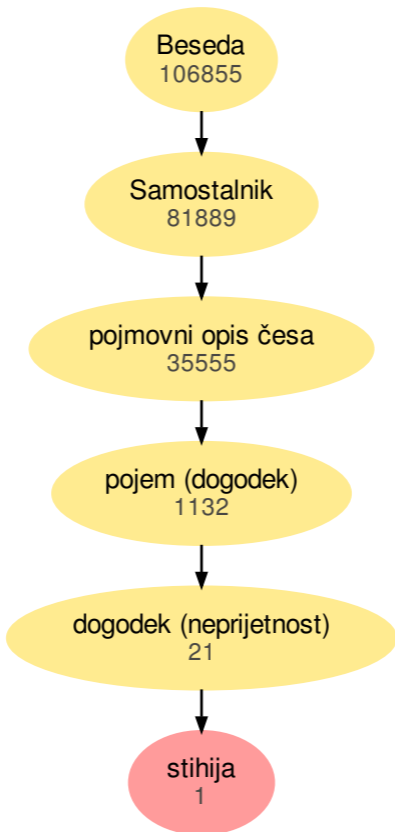 Beseda
106855
Samostalnik
81889
pojmovni opis česa
35555
pojem (dogodek)
1132
dogodek (neprijetnost)
21
stihija
1